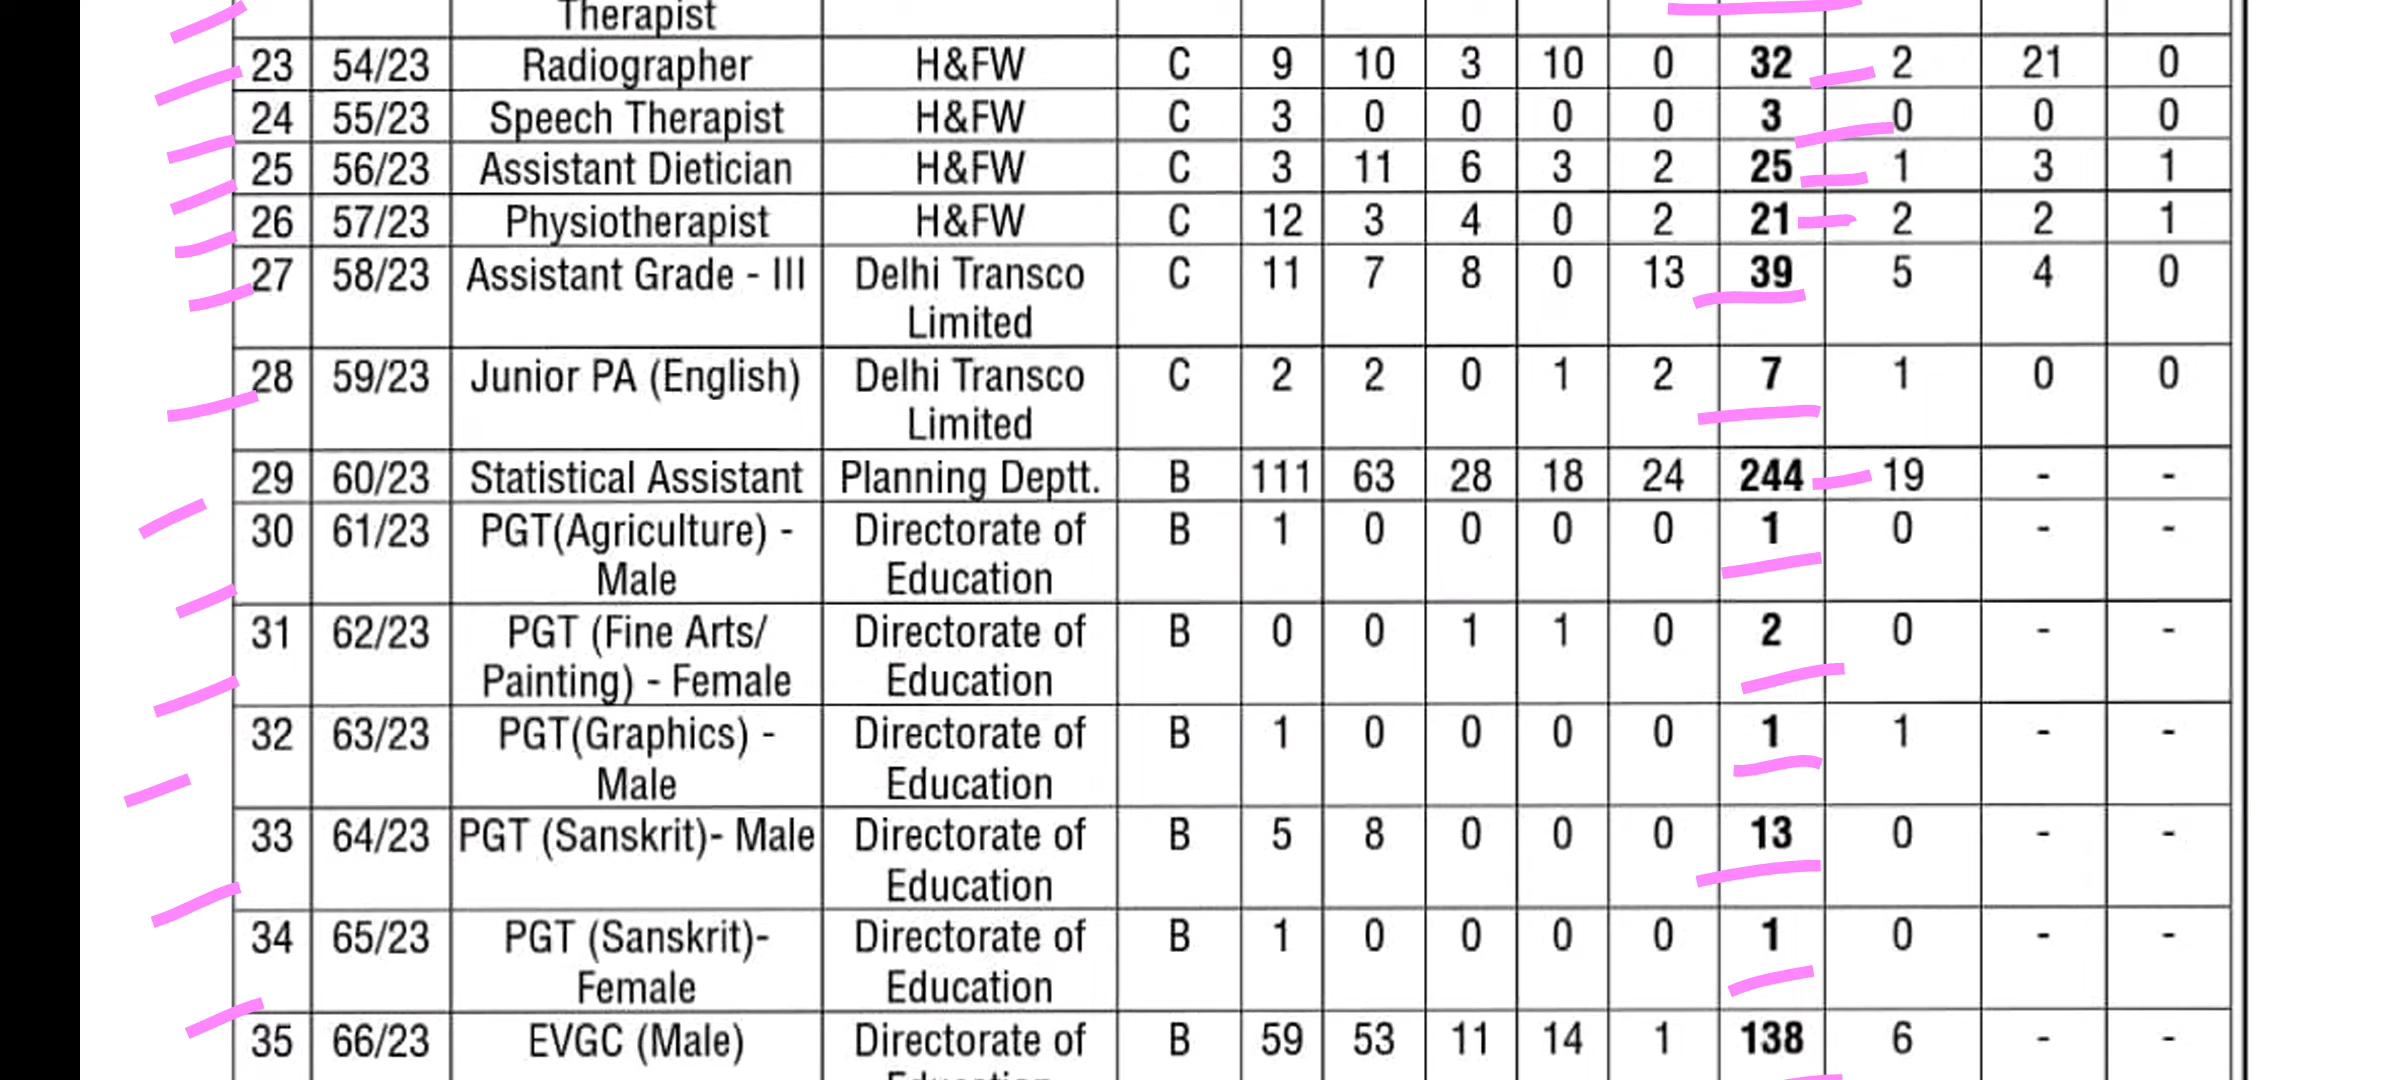 Therapist
23 54/23 Radiographer H&FW C 9 10 3 10 0 32 2 21 0
24 55/23 Speech Therapist H&FW C 3 0 0 0 0 3 0 0 0
25 56/23 Assistant Dietician H&FW C 3 11 6 3 2 25 1 3 1
26 57/23 Physiotherapist H&FW C 12 3 4 0 2 21 2 2 1
27 58/23 Assistant Grade - III Delhi Transco C 11 7 8 0 13 39 5 4 0
Limited
28 59/23 Junior PA (English) Delhi Transco C 2 2 0 1 2 7 1 0 0
Limited
29 60/23 Statistical Assistant Planning Deptt. B 111 63 28 18 24 244 19 - -
30 61/23 PGT(Agriculture) - Directorate of B 1 0 0 0 0 1 0 - -
Male Education
31 62/23 PGT (Fine Arts/ Directorate of B 0 0 1 1 0 2 0 - -
Painting) - Female Education
32 63/23 PGT(Graphics) - Directorate of B 1 0 0 0 0 1 1 - -
Male Education
33 64/23 PGT (Sanskrit)- Male Directorate of B 5 8 0 0 0 13 0 - -
Education
34 65/23 PGT (Sanskrit)- Directorate of B 1 0 0 0 0 1 0 - -
Female Education
35 66/23 EVGC (Male) Directorate of B 59 53 11 14 1 138 6 - -